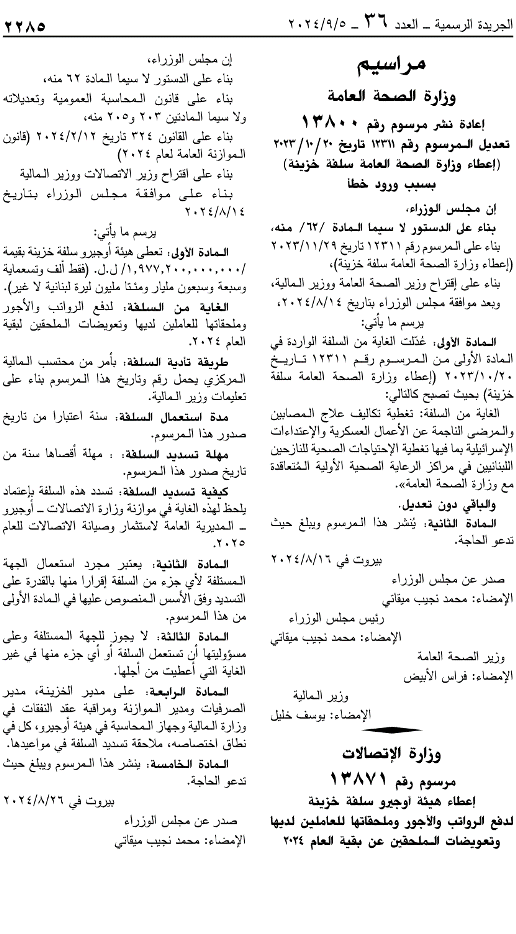 الجريدة الرسمية ــ العدد ٣٦ ــ ٢٠٢٤/٩/٥
٢٢٨٥
مراسيم
وزارة الصحة العامة
إعادة نشر مرسوم رقم ١٣٨٠٠
تعديل المرسوم رقم ١٢٣١١ تاريخ ٢٠٢٣/١٠/٢٠
(إعطاء وزارة الصحة العامة سلفة خزينة)
بسبب ورود خطأ
إن مجلس الوزراء،
بناء على الدستور لا سيما المادة /٦٢/ منه،
بناء على المرسوم رقم ١٢٣١١ تاريخ ٢٠٢٣/١١/٢٩
(إعطاء وزارة الصحة العامة سلفة خزينة)،
بناء على إقتراح وزير الصحة العامة ووزير المالية،
وبعد موافقة مجلس الوزراء بتاريخ ٢٠٢٤/٨/١٤،
يرسم ما يأتي:
المادة الأولى: عُدّلت الغاية من السلفة الواردة في
المادة الأولى من المرسوم رقم ١٢٣١١ تاريخ
٢٠٢٣/١٠/٢٠ (إعطاء وزارة الصحة العامة سلفة
خزينة) بحيث تصبح كالتالي:
الغاية من السلفة: تغطية تكاليف علاج المصابين
والمرضى الناجمة عن الأعمال العسكرية والإعتداءات
الإسرائيلية بما فيها تغطية الإحتياجات الصحية للنازحين
اللبنانيين في مراكز الرعاية الصحية الأولية المُتعاقدة
مع وزارة الصحة العامة».
والباقي دون تعديل.
المادة الثانية: يُنشر هذا المرسوم ويبلغ حيث
تدعو الحاجة.
بيروت في ٢٠٢٤/٨/١٦
صدر عن مجلس الوزراء
الإمضاء: محمد نجيب ميقاتي
رئيس مجلس الوزراء
الإمضاء: محمد نجيب ميقاتي
وزير الصحة العامة
الإمضاء: فراس الأبيض
وزير المالية
الإمضاء: يوسف خليل
وزارة الإتصالات
مرسوم رقم ١٣٨٧١
إعطاء هيئة أوجيرو سلفة خزينة
لدفع الرواتب والأجور وملحقاتها للعاملين لديها
وتعويضات الملحقين عن بقية العام ٢٠٢٤
إن مجلس الوزراء،
بناء على الدستور لا سيما المادة ٦٢ منه،
بناء على قانون المحاسبة العمومية وتعديلاته
ولا سيما المادتين ٢٠٣ و٢٠٥ منه،
بناء على القانون ٣٢٤ تاريخ ٢٠٢٤/٢/١٢ (قانون
الموازنة العامة لعام ٢٠٢٤)
بناء على اقتراح وزير الاتصالات ووزير المالية
بناء على موافقة مجلس الوزراء بتاريخ
٢٠٢٤/٨/١٤
يرسم ما يأتي:
المادة الأولى: تعطى هيئة أوجيرو سلفة خزينة بقيمة
/١,٩٧٧,٢٠٠,٠٠٠,٠٠٠/ ل.ل. (فقط ألف وتسعماية
وسبعة وسبعون مليار ومئتا مليون ليرة لبنانية لا غير).
الغاية من السلفة: لدفع الرواتب والأجور
وملحقاتها للعاملين لديها وتعويضات الملحقين لبقية
العام ٢٠٢٤.
طريقة تأدية السلفة: بأمر من محتسب المالية
المركزي يحمل رقم وتاريخ هذا المرسوم بناء على
تعليمات وزير المالية.
مدة استعمال السلفة: سنة اعتبارا من تاريخ
صدور هذا المرسوم.
مهلة تسديد السلفة: : مهلة أقصاها سنة من
تاريخ صدور هذا المرسوم.
كيفية تسديد السلفة: تسدد هذه السلفة بإعتماد
يلحظ لهذه الغاية في موازنة وزارة الاتصالات ــ أوجيرو
ــ المديرية العامة لاستثمار وصيانة الاتصالات للعام
٢٠٢٥.
المادة الثانية: يعتبر مجرد استعمال الجهة
المستلفة لأي جزء من السلفة إقرارا منها بالقدرة على
التسديد وفق الأسس المنصوص عليها في المادة الأولى
من هذا المرسوم.
المادة الثالثة: لا يجوز للجهة المستلفة وعلى
مسؤوليتها أن تستعمل السلفة أو أي جزء منها في غير
الغاية التي أعطيت من أجلها.
المادة الرابعة: على مدير الخزينة، مدير
الصرفيات ومدير الموازنة ومراقبة عقد النفقات في
وزارة المالية وجهاز المحاسبة في هيئة أوجيرو، كل في
نطاق اختصاصه، ملاحقة تسديد السلفة في مواعيدها.
المادة الخامسة: ينشر هذا المرسوم ويبلغ حيث
تدعو الحاجة.
بيروت في ٢٠٢٤/٨/٢٦
صدر عن مجلس الوزراء
الإمضاء: محمد نجيب ميقاتي